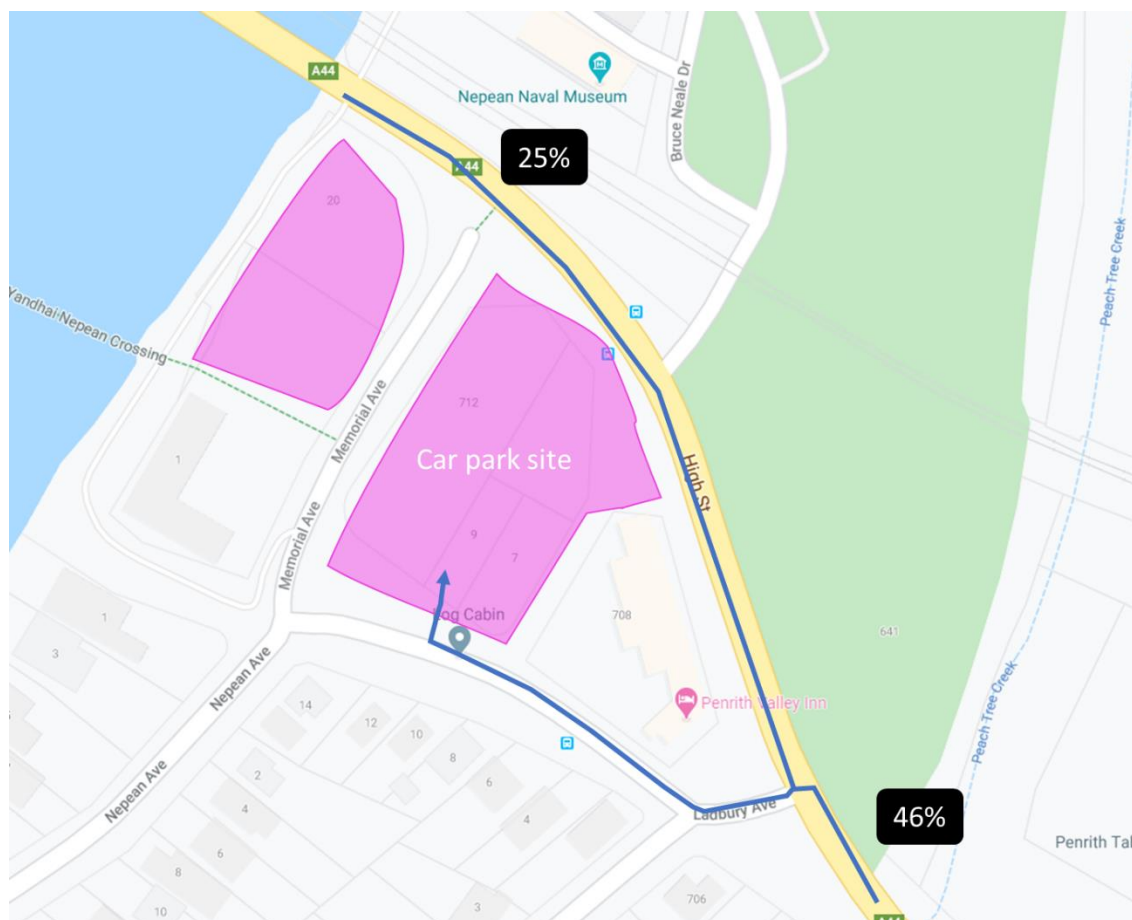 A44
Nepean Naval Museum
Bruce Neale Dr
25%
A44
20
Peach Tree Creek
Yandhai Nepean Crossing
Memorial Ave
712
Car park site
High St
1
9
7
Memorial Ave
Log Cabin
708
641
1
3
Nepean Ave
Peach Tree Creek
Penrith Valley Inn
14
12
10
8
6
2
4
4
Nepean Ave
Ladbury Ave
46%
6
8
Penrith Tal
10
3
706
A44